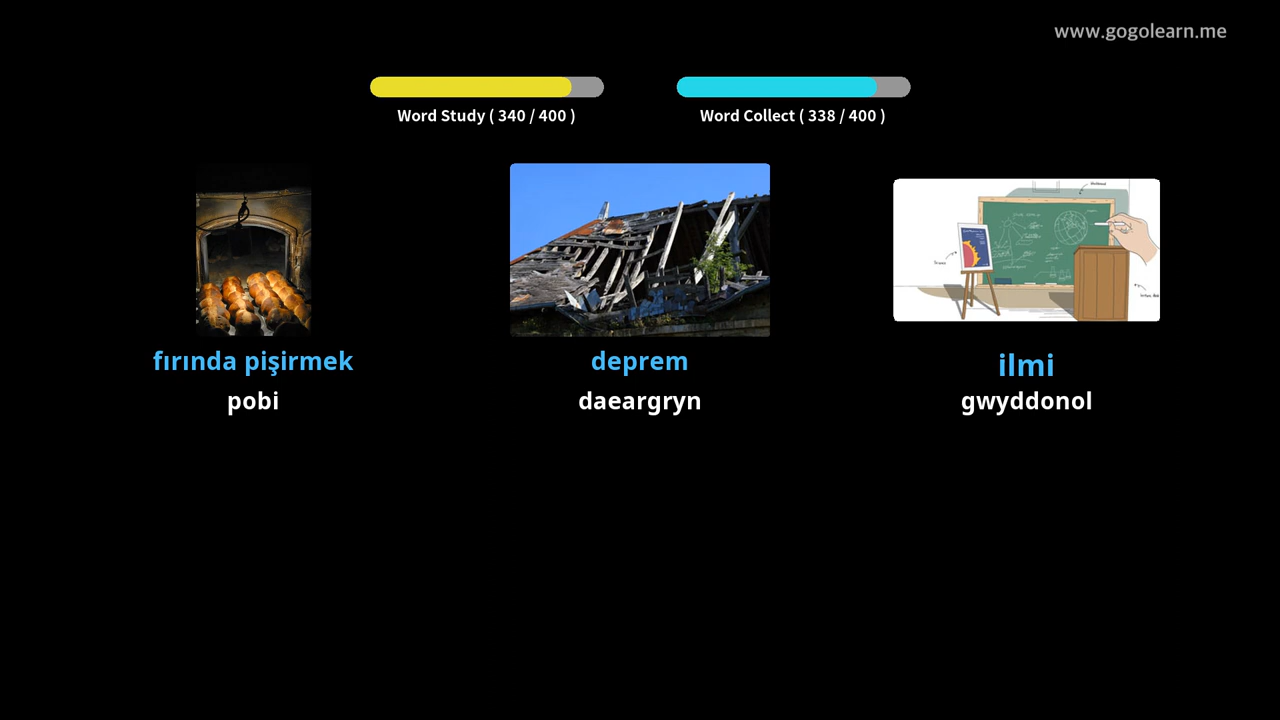 www.gogolearn.me
Word Study ( 340 / 400 )
Word Collect ( 338 / 400 )
fırında pişirmek
deprem
ilmi
pobi
daeargryn
gwyddonol